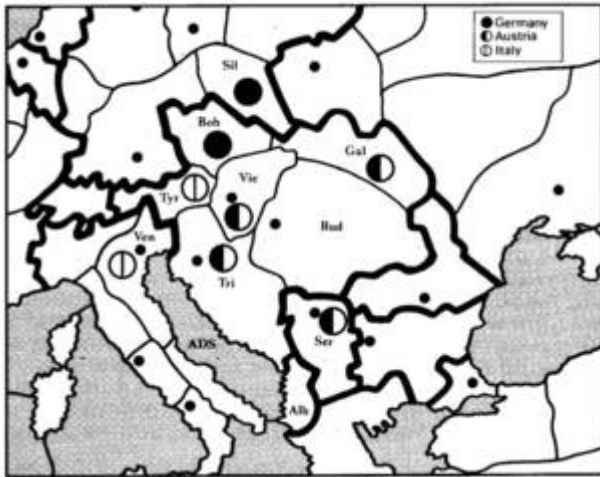 Germany
Austria
Italy
Sil
Boh
Gal
Vie
Tyr
Bud
Ven
Tri
ADS
Ser
Alb